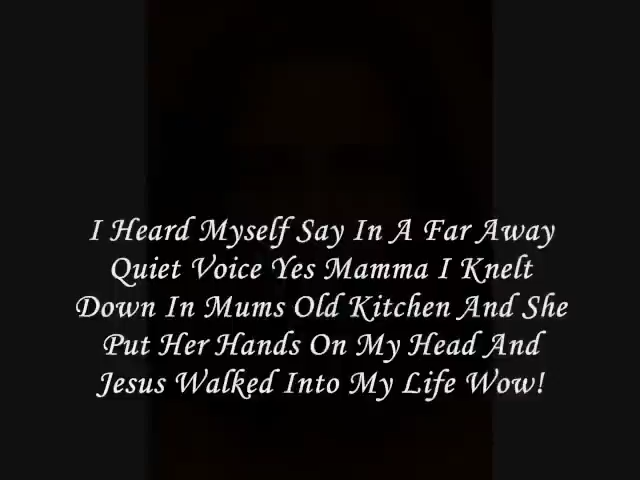 I Heard Myself Say In A Far Away
Quiet Voice Yes Mamma I Knelt
Down In Mums Old Kitchen And She
Put Her Hands On My Head And
Jesus Walked Into My Life Wow!